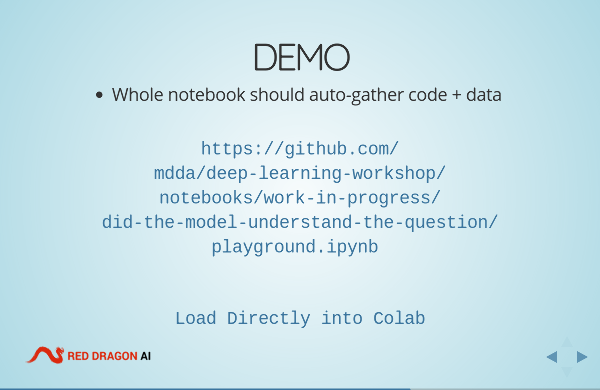 DEMO
• Whole notebook should auto-gather code + data
https://github.com/
mdda/deep-learning-workshop/
notebooks/work-in-progress/
did-the-model-understand-the-question/
playground.ipynb
Load Directly into Colab
RED DRAGON AI